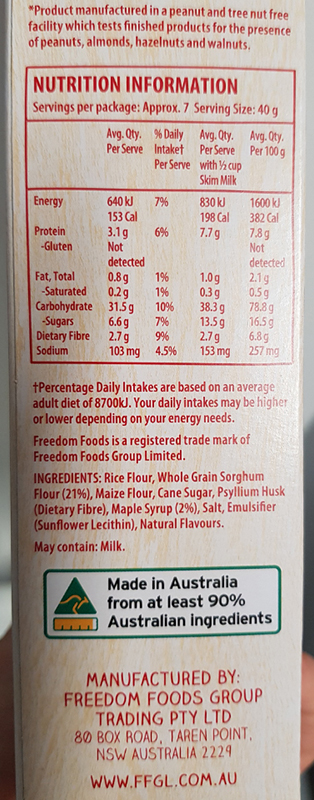 *Product manufactured in a peanut and tree nut free
facility which tests finished products for the presence
of peanuts, almonds, hazelnuts and walnuts.
NUTRITION INFORMATION
Servings per package: Approx. 7 Serving Size: 40 g
Avg. Qty. % Daily Avg. Qty. Avg. Qty.
Per Serve Intake† Per Serve Per 100 g
Per Serve with ½ cup
Skim Milk
Energy 640 kJ 7% 830 kJ 1600 kJ
153 Cal 198 Cal 382 Cal
Protein 3.1 g 6% 7.7 g 7.8 g
-Gluten Not Not
detected detected
Fat, Total 0.8 g 1% 1.0 g 2.1 g
-Saturated 0.2 g 1% 0.3 g 0.5 g
Carbohydrate 31.5 g 10% 38.3 g 78.8 g
-Sugars 6.6 g 7% 13.5 g 16.5 g
Dietary Fibre 2.7 g 9% 2.7 g 6.8 g
Sodium 103 mg 4.5% 153 mg 257 mg
†Percentage Daily Intakes are based on an average
adult diet of 8700kJ. Your daily intakes may be higher
or lower depending on your energy needs.
Freedom Foods is a registered trade mark of
Freedom Foods Group Limited.
INGREDIENTS: Rice Flour, Whole Grain Sorghum
Flour (21%), Maize Flour, Cane Sugar, Psyllium Husk
(Dietary Fibre), Maple Syrup (2%), Salt, Emulsifier
(Sunflower Lecithin), Natural Flavours.
May contain: Milk.
Made in Australia
from at least 90%
Australian ingredients
MANUFACTURED BY:
FREEDOM FOODS GROUP
TRADING PTY LTD
80 BOX ROAD, TAREN POINT,
NSW AUSTRALIA 2229
WWW.FFGL.COM.AU